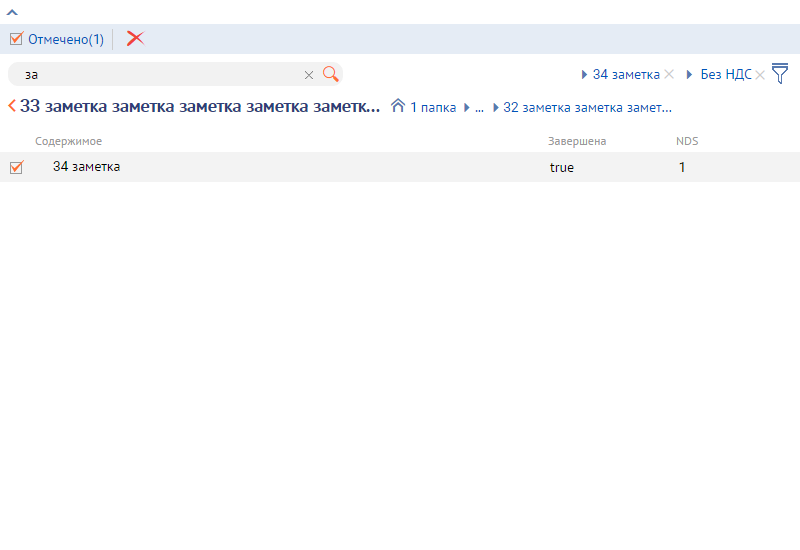 Отмечено(1)
за
34 заметка
Без НДС
33 заметка заметка заметка заметка заметк...
1 папка
...
32 заметка заметка замет...
Содержимое Завершена NDS
34 заметка true 1